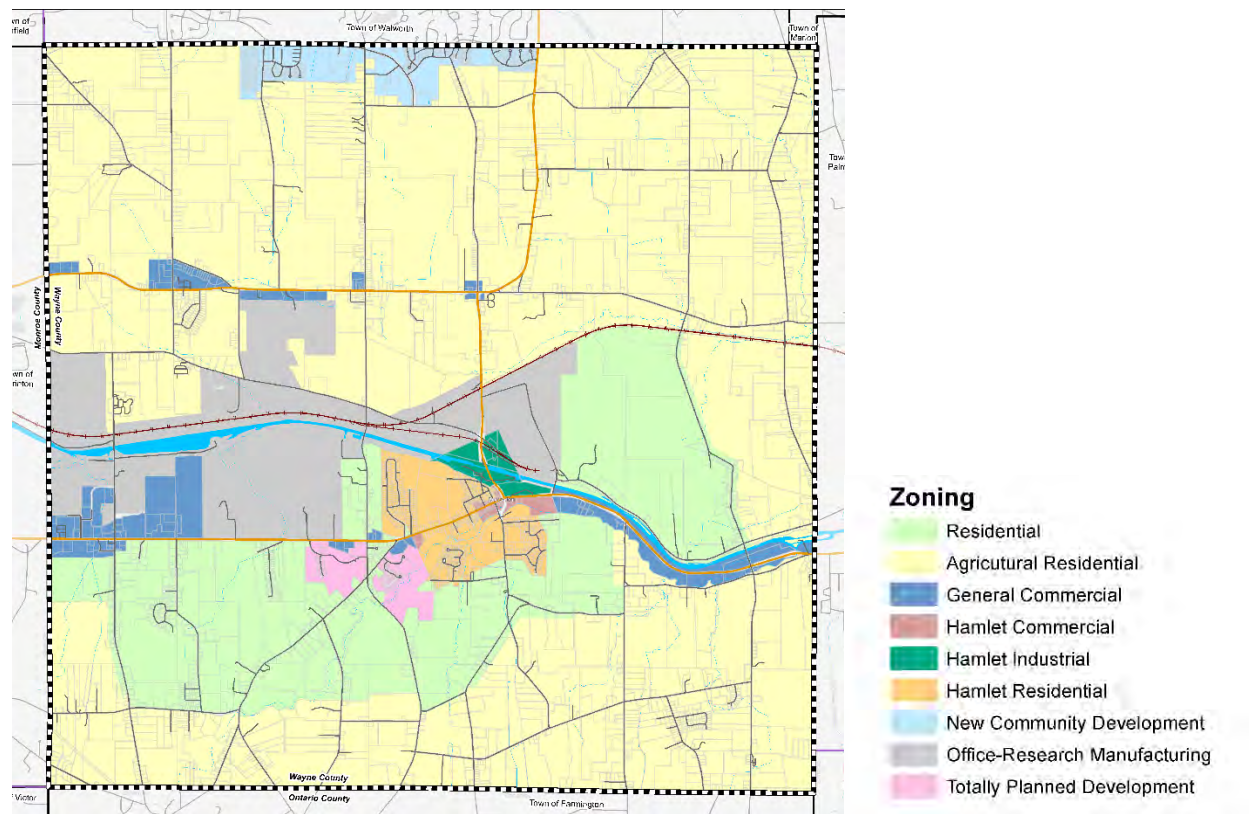 Town of Walworth
Town of
Marion
Monroe County
Wayne County
Wayne County
Ontario County
Town of Farmington
Zoning
Residential
Agricutural Residential
General Commercial
Hamlet Commercial
Hamlet Industrial
Hamlet Residential
New Community Development
Office-Research Manufacturing
Totally Planned Development